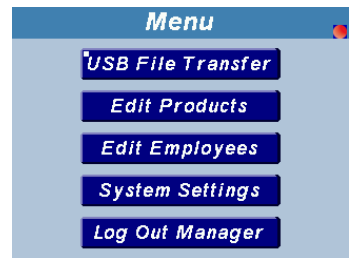 Menu
USB File Transfer
Edit Products
Edit Employees
System Settings
Log Out Manager